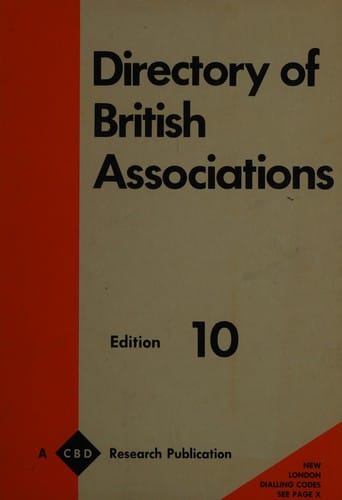 Directory of
British
Associations
Edition 10
A CBD Research Publication
NEW
LONDON
DIALLING CODES
SEE PAGE X